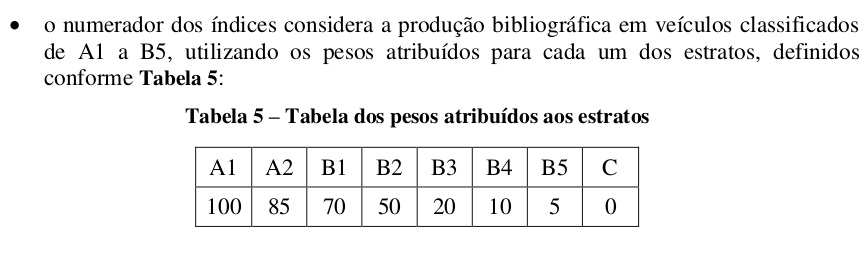 • o numerador dos índices considera a produção bibliográfica em veículos classificados
de A1 a B5, utilizando os pesos atribuídos para cada um dos estratos, definidos
conforme Tabela 5:
Tabela 5 – Tabela dos pesos atribuídos aos estratos
A1 A2 B1 B2 B3 B4 B5 C
100 85 70 50 20 10 5 0